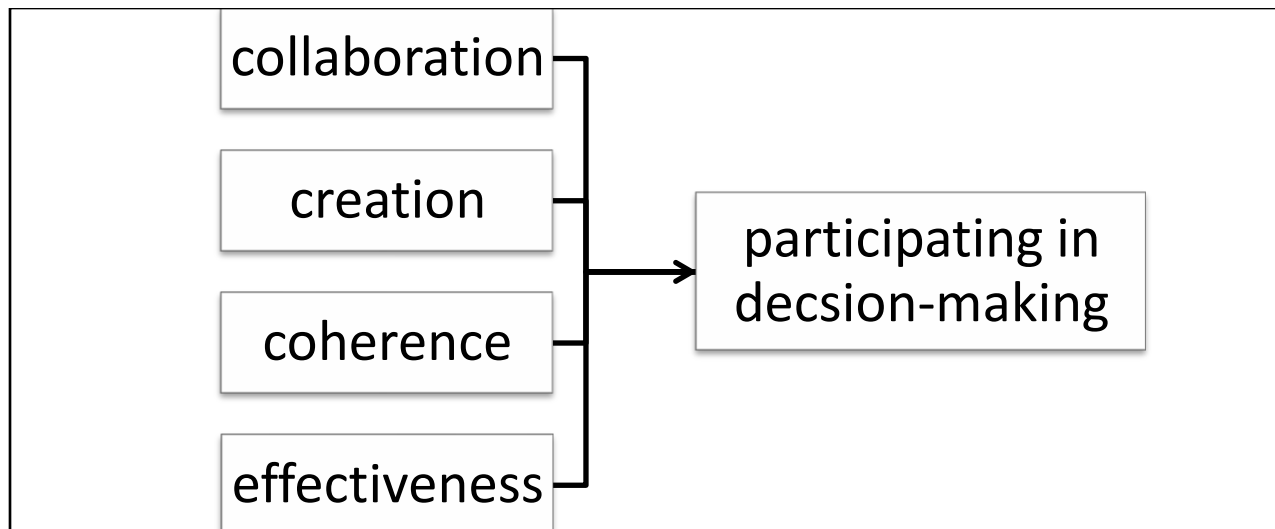 collaboration
creation
coherence
effectiveness
participating in
decsion-making